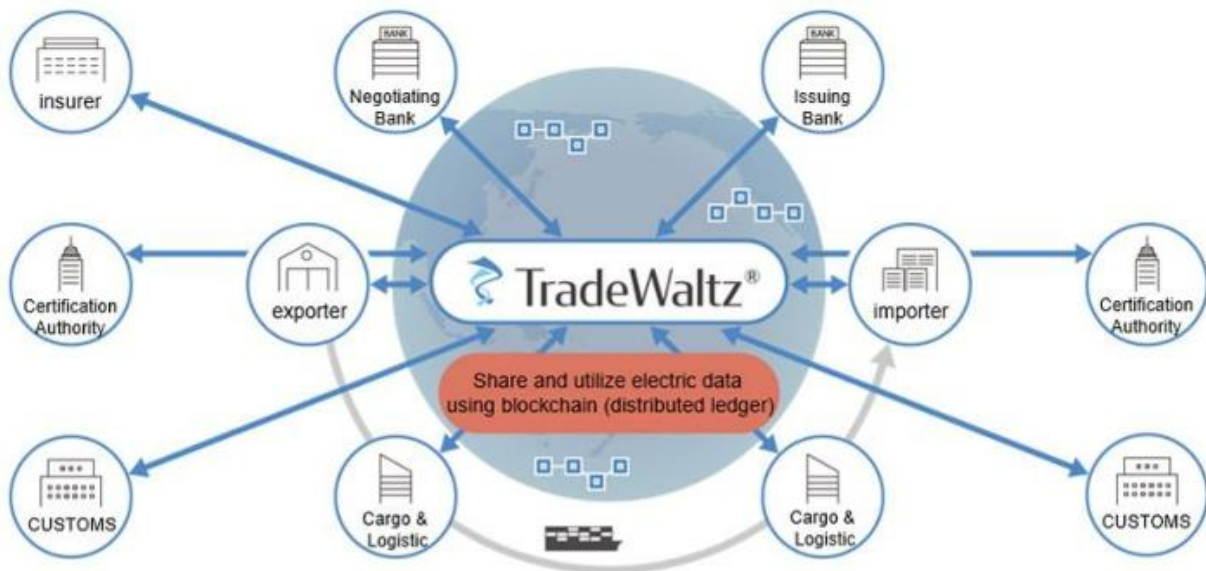 BANK
BANK
insurer
Negotiating
Bank
Issuing
Bank
Certification
Authority
exporter
TradeWaltz®
importer
Certification
Authority
Share and utilize electric data
using blockchain (distributed ledger)
CUSTOMS
Cargo &
Logistic
Cargo &
Logistic
CUSTOMS